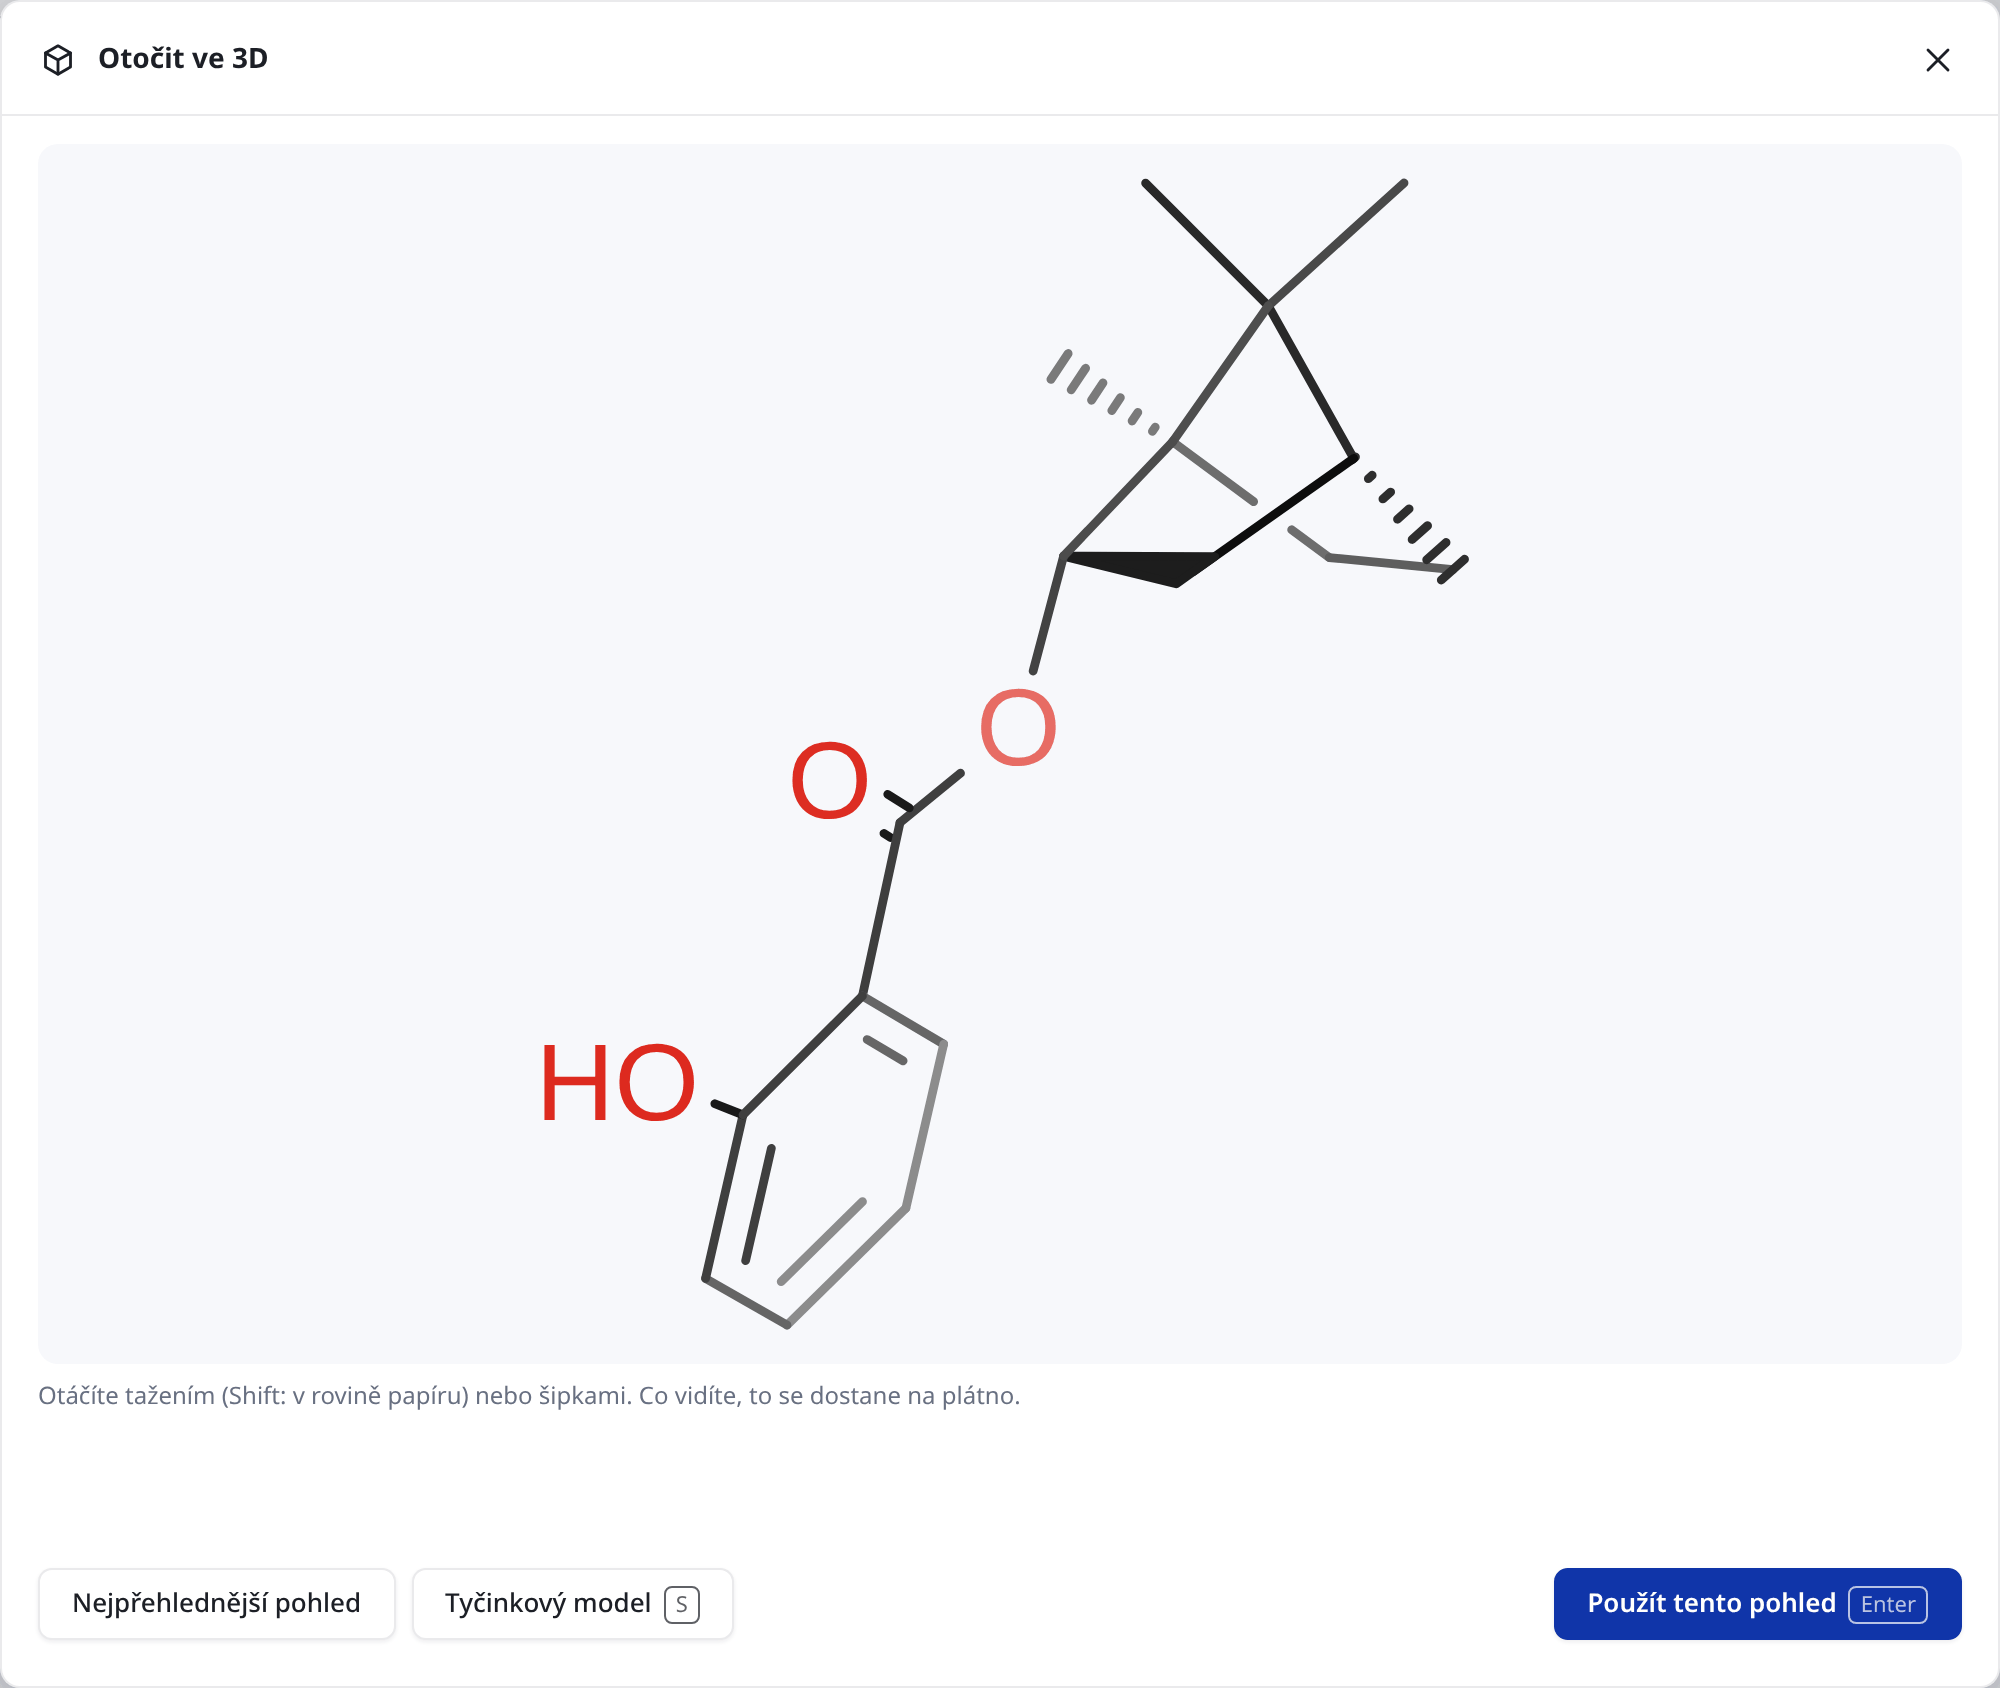 Otočit ve 3D
O
O
HO
Otáčíte tažením (Shift: v rovině papíru) nebo šipkami. Co vidíte, to se dostane na plátno.
Nejpřehlednější pohled
Tyčinkový model S
Použít tento pohled Enter